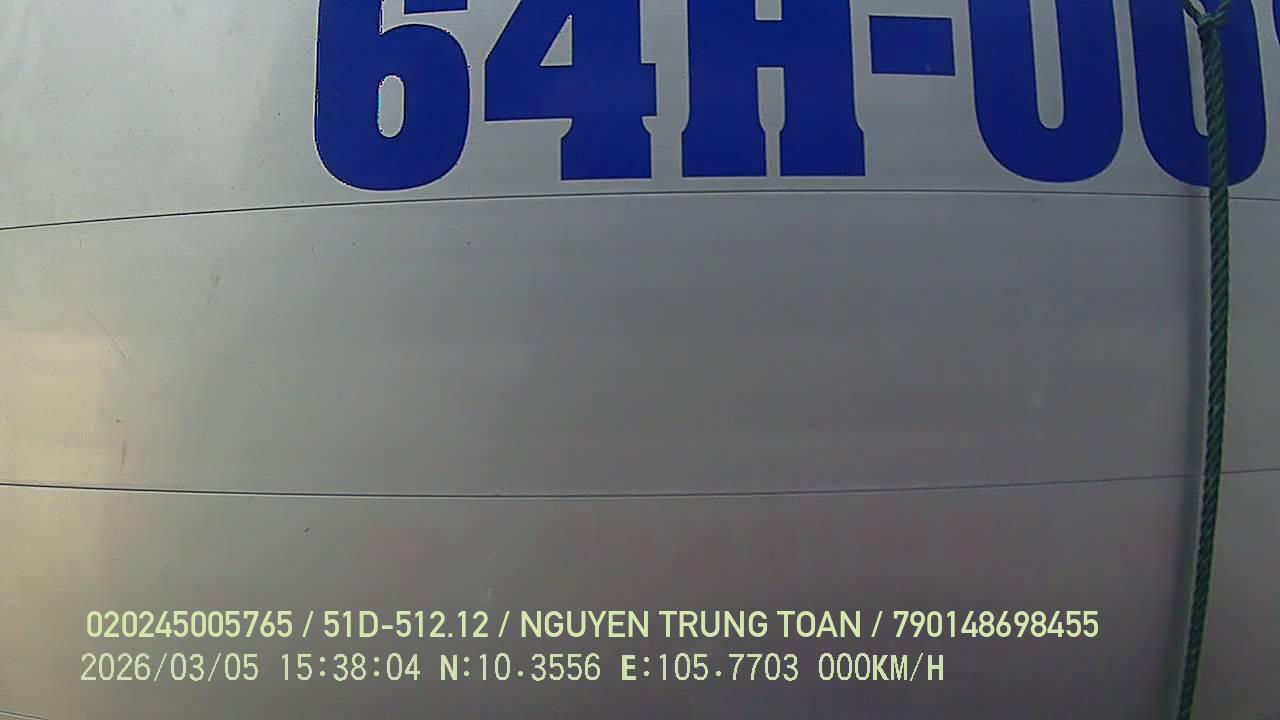 64H-00
020245005765 / 51D-512.12 / NGUYEN TRUNG TOAN / 790148698455
2026/03/05 15:38:04 N:10.3556 E:105.7703 000KM/H